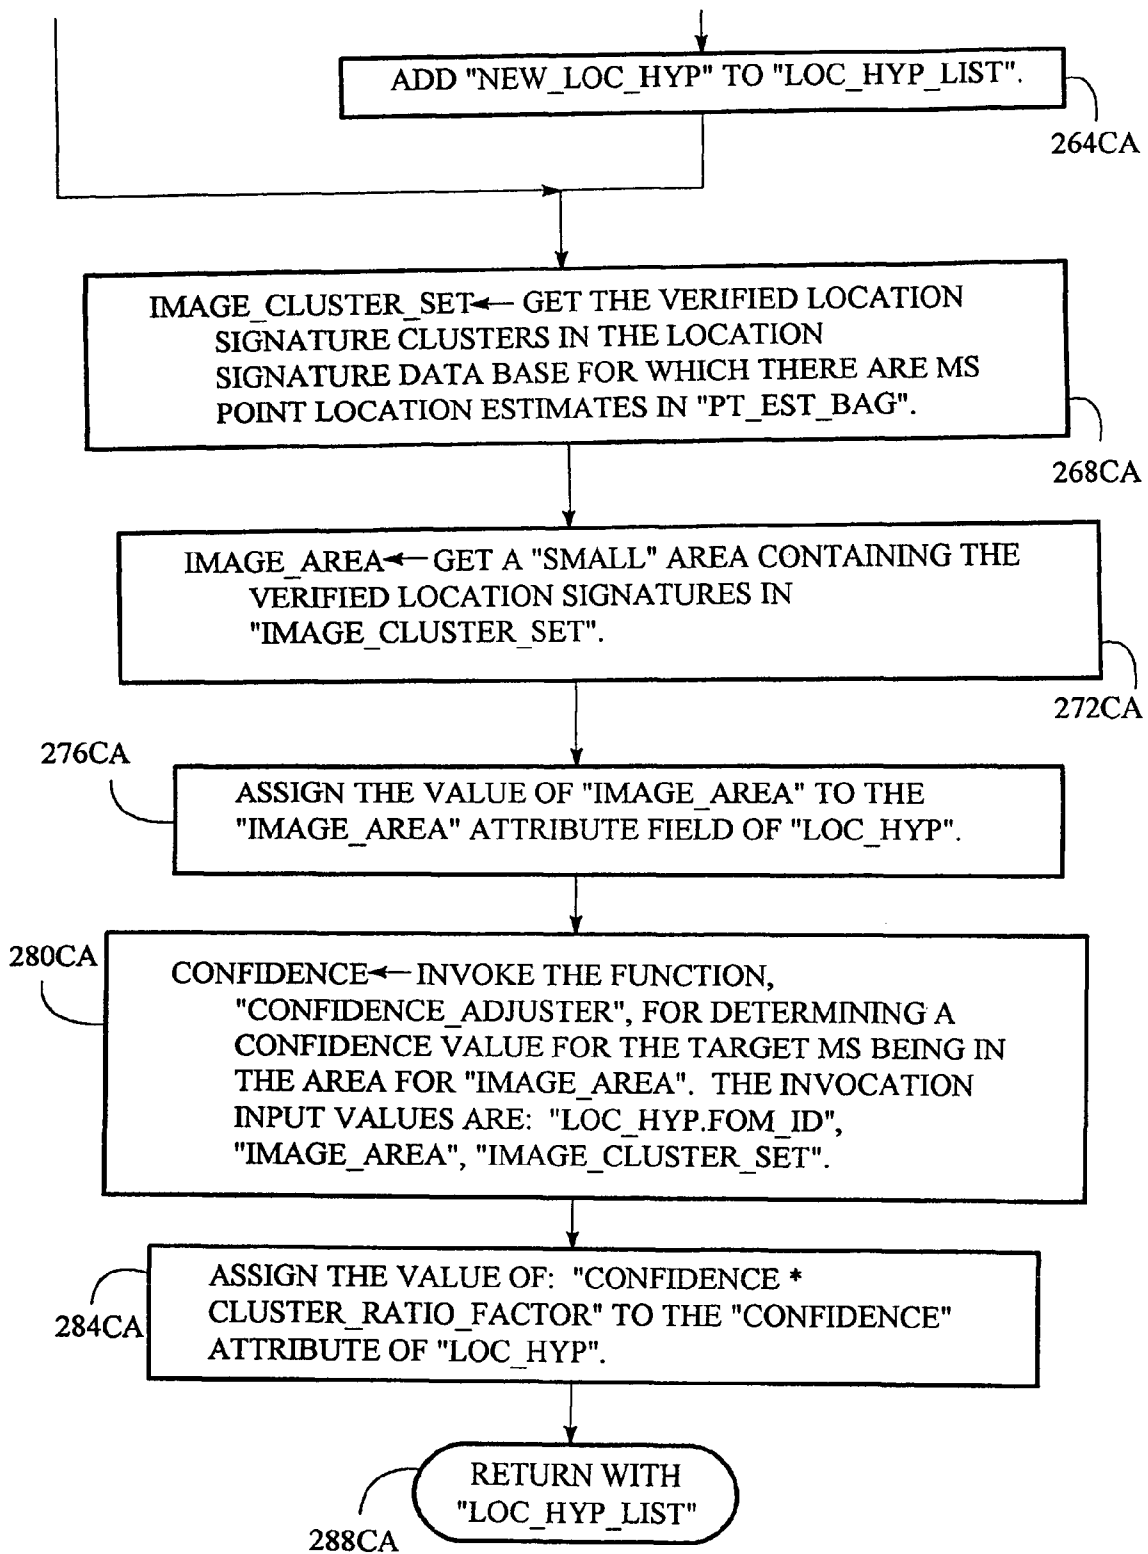 ADD "NEW_LOC_HYP" TO "LOC_HYP_LIST".
264CA
IMAGE_CLUSTER_SET← GET THE VERIFIED LOCATION
SIGNATURE CLUSTERS IN THE LOCATION
SIGNATURE DATA BASE FOR WHICH THERE ARE MS
POINT LOCATION ESTIMATES IN "PT_EST_BAG".
268CA
IMAGE_AREA← GET A "SMALL" AREA CONTAINING THE
VERIFIED LOCATION SIGNATURES IN
"IMAGE_CLUSTER_SET".
272CA
276CA
ASSIGN THE VALUE OF "IMAGE_AREA" TO THE
"IMAGE_AREA" ATTRIBUTE FIELD OF "LOC_HYP".
280CA
CONFIDENCE← INVOKE THE FUNCTION,
"CONFIDENCE_ADJUSTER", FOR DETERMINING A
CONFIDENCE VALUE FOR THE TARGET MS BEING IN
THE AREA FOR "IMAGE_AREA". THE INVOCATION
INPUT VALUES ARE: "LOC_HYP.FOM_ID",
"IMAGE_AREA", "IMAGE_CLUSTER_SET".
ASSIGN THE VALUE OF: "CONFIDENCE *
CLUSTER_RATIO_FACTOR" TO THE "CONFIDENCE"
ATTRIBUTE OF "LOC_HYP".
284CA
RETURN WITH
"LOC_HYP_LIST"
288CA